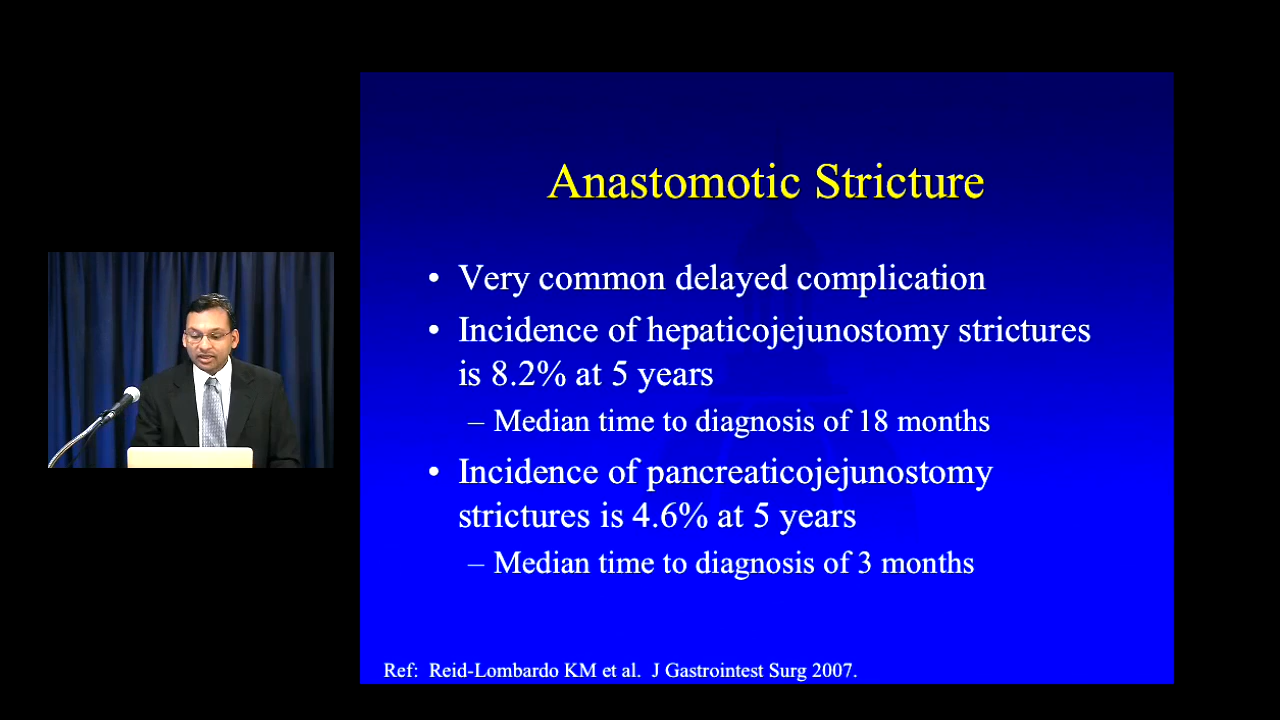 Anastomotic Stricture
• Very common delayed complication
• Incidence of hepaticojejunostomy strictures
is 8.2% at 5 years
– Median time to diagnosis of 18 months
• Incidence of pancreaticojejunostomy
strictures is 4.6% at 5 years
– Median time to diagnosis of 3 months
Ref: Reid-Lombardo KM et al. J Gastrointest Surg 2007.